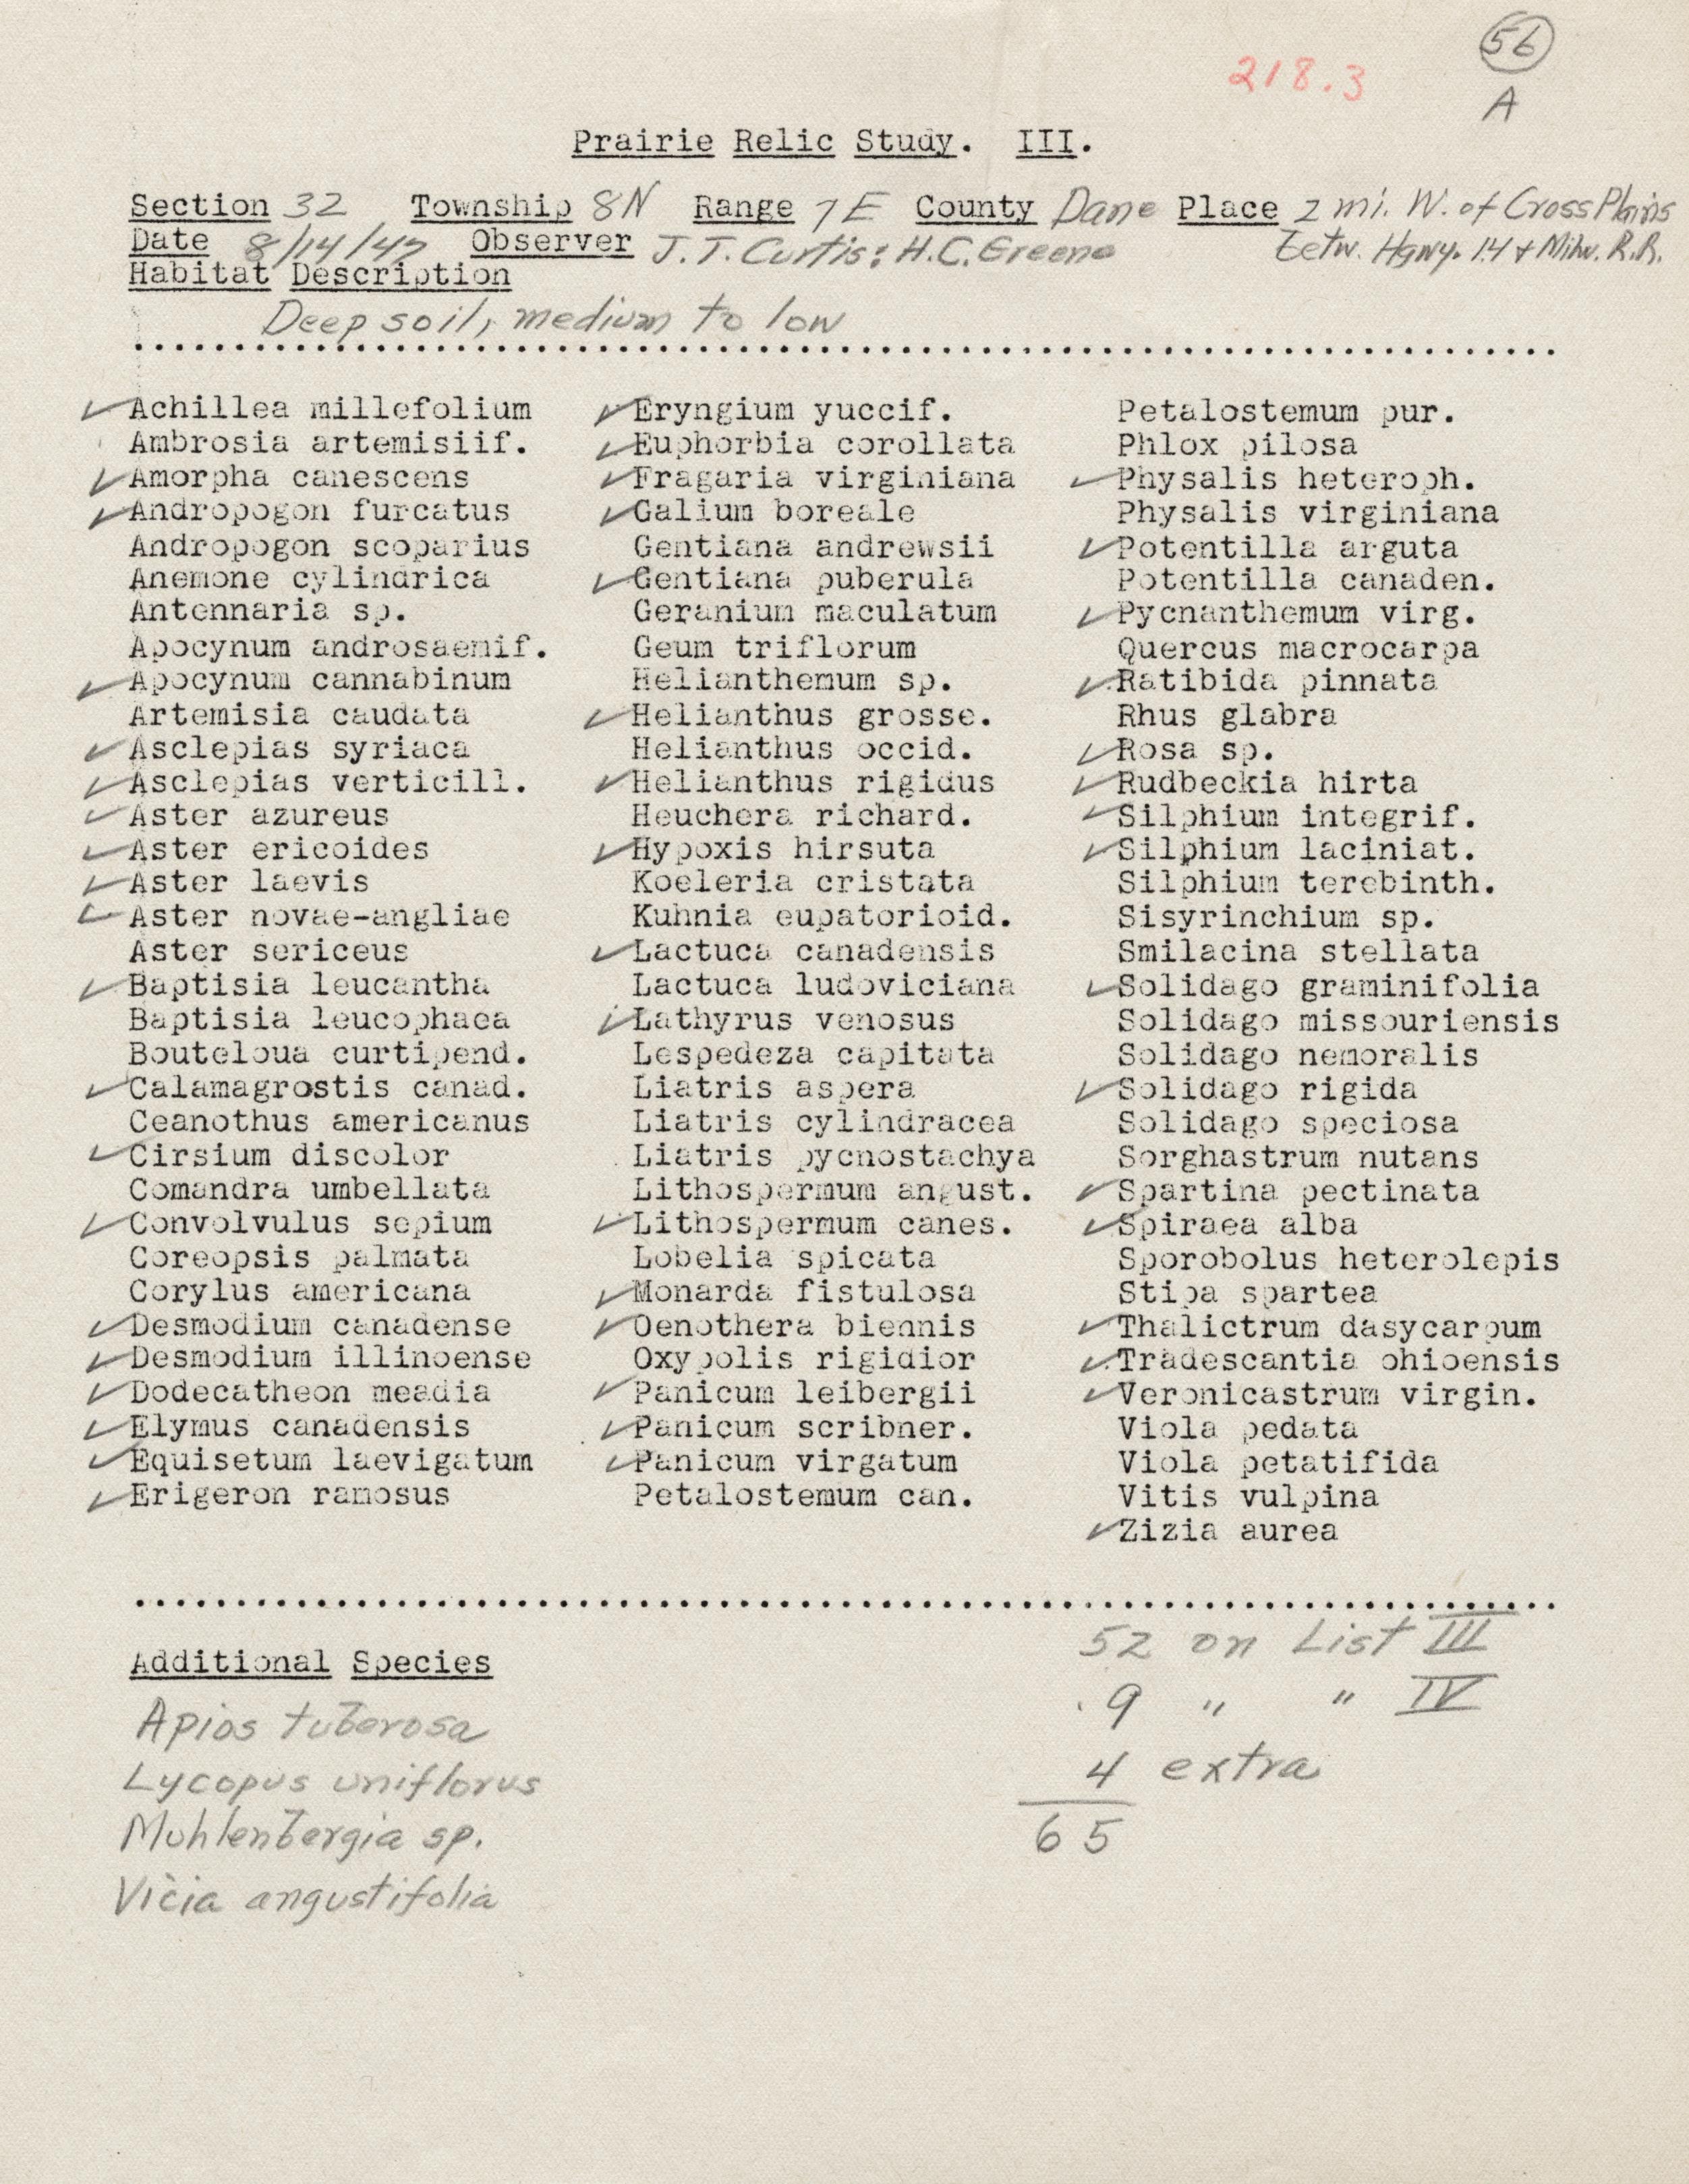 56
218.3
A
Prairie Relic Study. III.
Section 32 Township 8N Range 7E County Dane Place 2 mi. W. of Cross Plains
Date 8/14/47 Observer J.T. Curtis; H.C. Greene betw. Hgwy. 14 & Milw. R.R.
Habitat Description
Deep soil, medium to low
✓Achillea millefolium
Ambrosia artemisiif.
✓Amorpha canescens
✓Andropogon furcatus
Andropogon scoparius
Anemone cylindrica
Antennaria sp.
Apocynum androsaemif.
✓Apocynum cannabinum
Artemisia caudata
✓Asclepias syriaca
✓Asclepias verticill.
✓Aster azureus
✓Aster ericoides
✓Aster laevis
✓Aster novae-angliae
Aster sericeus
✓Baptisia leucantha
Baptisia leucophaea
Bouteloua curtipend.
✓Calamagrostis canad.
Ceanothus americanus
✓Cirsium discolor
Comandra umbellata
✓Convolvulus sepium
Coreopsis palmata
Corylus americana
✓Desmodium canadense
✓Desmodium illinoense
✓Dodecatheon meadia
✓Elymus canadensis
✓Equisetum laevigatum
✓Erigeron ramosus
✓Eryngium yuccif.
✓Euphorbia corollata
✓Fragaria virginiana
✓Galium boreale
Gentiana andrewsii
✓Gentiana puberula
Geranium maculatum
Geum triflorum
Helianthemum sp.
✓Helianthus grosse.
Helianthus occid.
✓Helianthus rigidus
Heuchera richard.
✓Hypoxis hirsuta
Koeleria cristata
Kuhnia eupatorioid.
✓Lactuca canadensis
Lactuca ludoviciana
✓Lathyrus venosus
Lespedeza capitata
Liatris aspera
Liatris cylindracea
Liatris pycnostachya
Lithospermum angust.
✓Lithospermum canes.
Lobelia spicata
✓Monarda fistulosa
✓Oenothera biennis
Oxypolis rigidior
✓Panicum leibergii
✓Panicum scribner.
✓Panicum virgatum
Petalostemum can.
Petalostemum pur.
Phlox pilosa
✓Physalis heteroph.
Physalis virginiana
✓Potentilla arguta
Potentilla canaden.
✓Pycnanthemum virg.
Quercus macrocarpa
✓Ratibida pinnata
Rhus glabra
✓Rosa sp.
✓Rudbeckia hirta
✓Silphium integrif.
✓Silphium laciniat.
Silphium terebinth.
Sisyrinchium sp.
Smilacina stellata
✓Solidago graminifolia
Solidago missouriensis
Solidago nemoralis
✓Solidago rigida
Solidago speciosa
Sorghastrum nutans
✓Spartina pectinata
✓Spiraea alba
Sporobolus heterolepis
Stipa spartea
✓Thalictrum dasycarpum
✓Tradescantia ohioensis
✓Veronicastrum virgin.
Viola pedata
Viola petatifida
Vitis vulpina
✓Zizia aurea
Additional Species
Apios tuberosa
Lycopus uniflorus
Muhlenbergia sp.
Vicia angustifolia
52 on List III
9 " " IV
4 extra
65